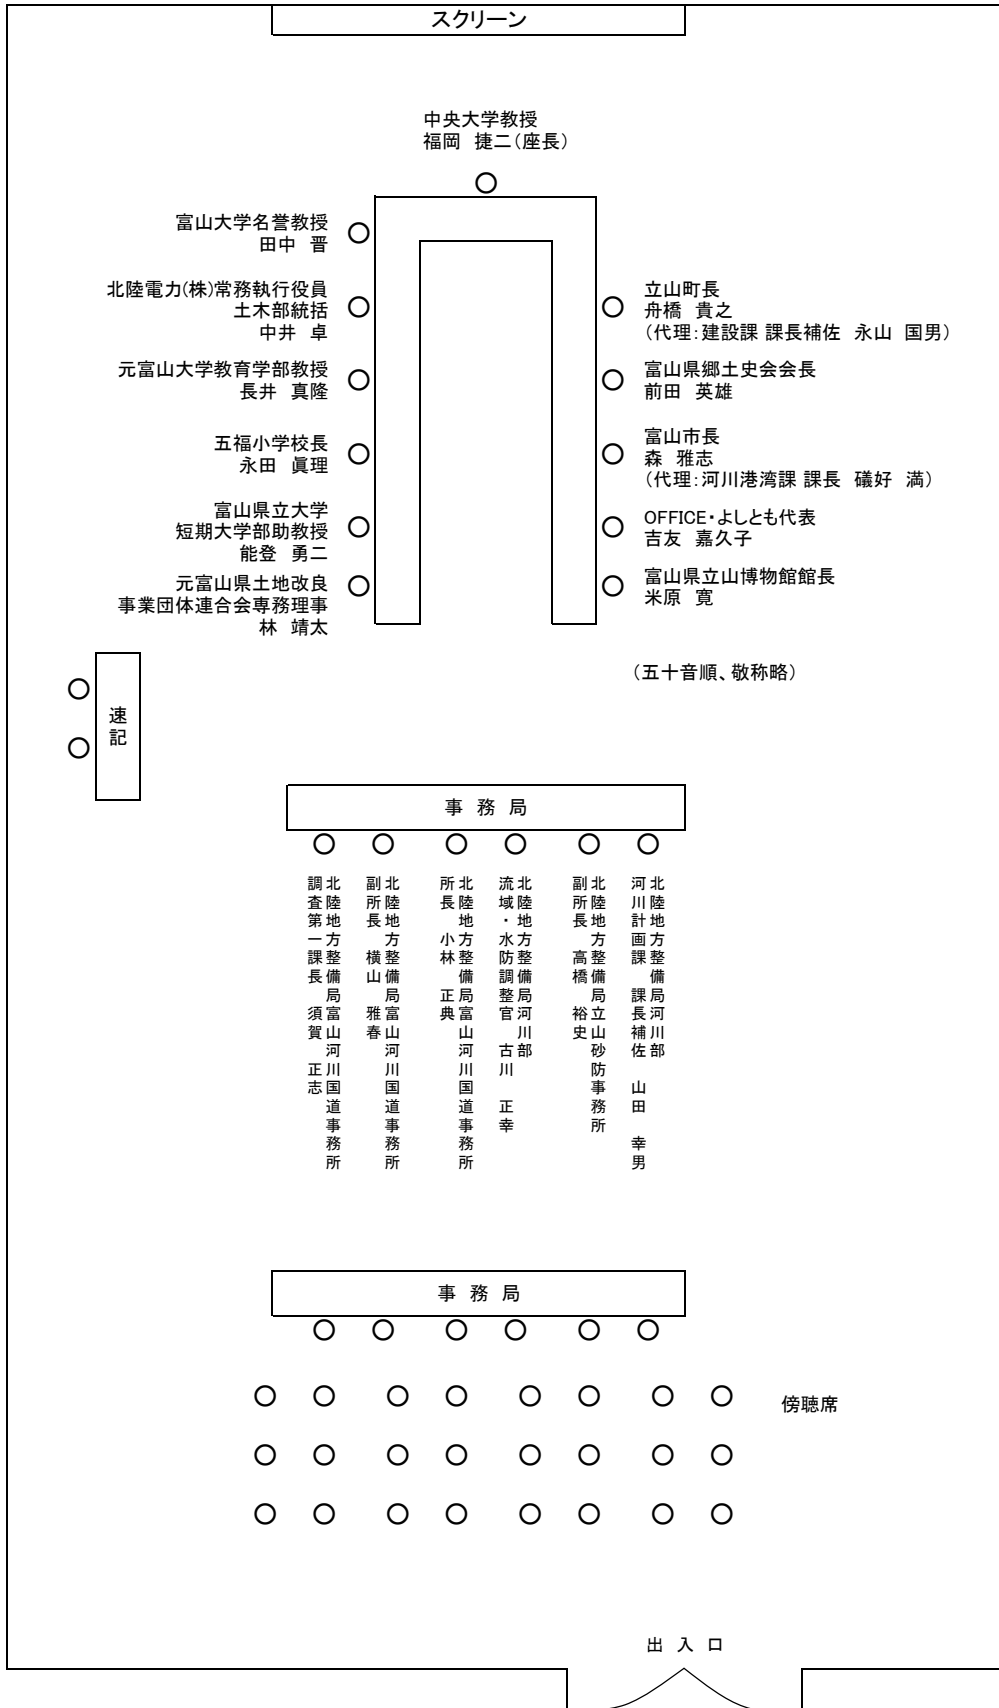 スクリーン
中央大学教授
福岡　捷二(座長)
富山大学名誉教授
田中　晋
北陸電力(株)常務執行役員
土木部統括
中井　卓
元富山大学教育学部教授
長井　真隆
五福小学校長
永田　眞理
富山県立大学
短期大学部助教授
能登　勇二
元富山県土地改良
事業団体連合会専務理事
林　靖太
立山町長
舟橋　貴之
(代理:建設課 課長補佐　永山　国男)
富山県郷土史会会長
前田　英雄
富山市長
森　雅志
(代理:河川港湾課 課長　礒好　満)
OFFICE・よしとも代表
吉友　嘉久子
富山県立山博物館館長
米原　寛
(五十音順、敬称略)
速記
事　務　局
北陸地方整備局河川部
河川計画課　課長補佐　山田　幸男
北陸地方整備局立山砂防事務所
副所長　高橋　裕史
北陸地方整備局河川部
流域・水防調整官　古川　正幸
北陸地方整備局富山河川国道事務所
所長　小林　正典
北陸地方整備局富山河川国道事務所
副所長　横山　雅春
北陸地方整備局富山河川国道事務所
調査第一課長　須賀　正志
事　務　局
傍聴席
出　入　口